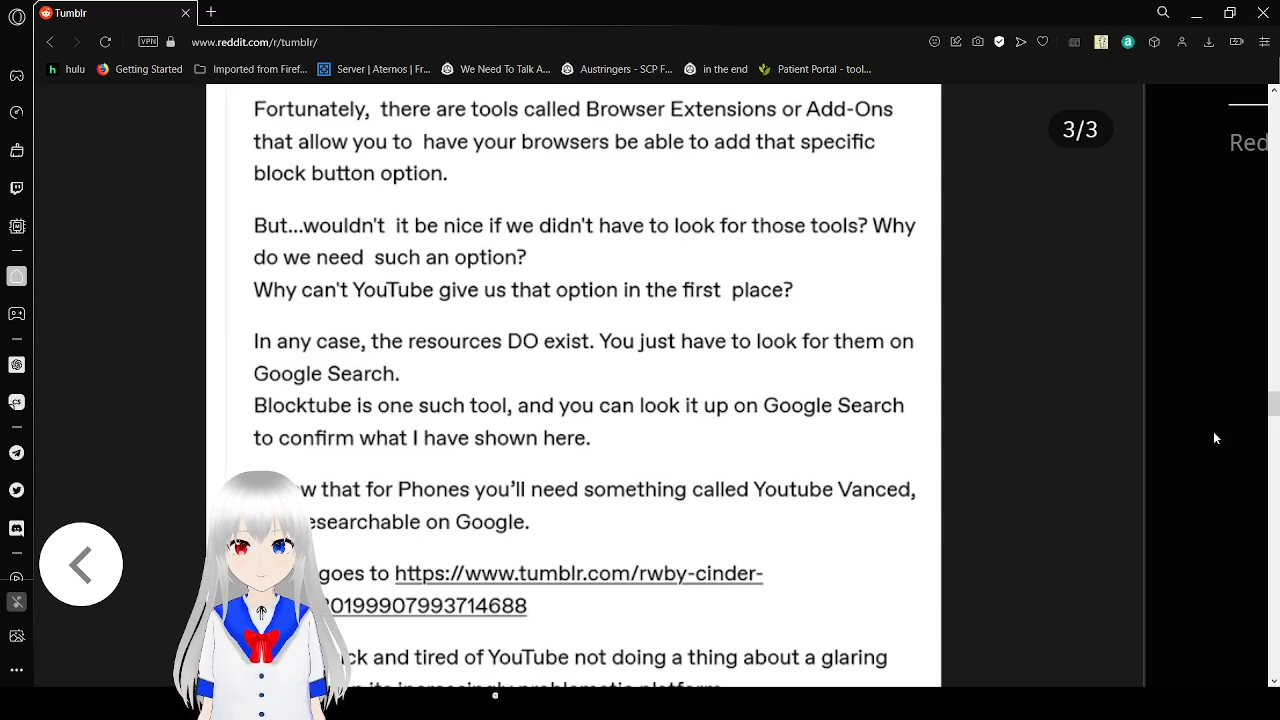 Tumblr
VPN
www.reddit.com/r/tumblr/
hulu
Getting Started
Imported from Firef...
Server | Aternos | Fr...
We Need To Talk A...
Austringers - SCP F...
in the end
Patient Portal - tool...
Fortunately, there are tools called Browser Extensions or Add-Ons
that allow you to have your browsers be able to add that specific
block button option.
3/3
Red
But...wouldn't it be nice if we didn't have to look for those tools? Why
do we need such an option?
Why can't YouTube give us that option in the first place?
In any case, the resources DO exist. You just have to look for them on
Google Search.
Blocktube is one such tool, and you can look it up on Google Search
to confirm what I have shown here.
w that for Phones you'll need something called Youtube Vanced,
esearchable on Google.
goes to https://www.tumblr.com/rwby-cinder-
0199907993714688
ck and tired of YouTube not doing a thing about a glaring
its increasingly problematic platform